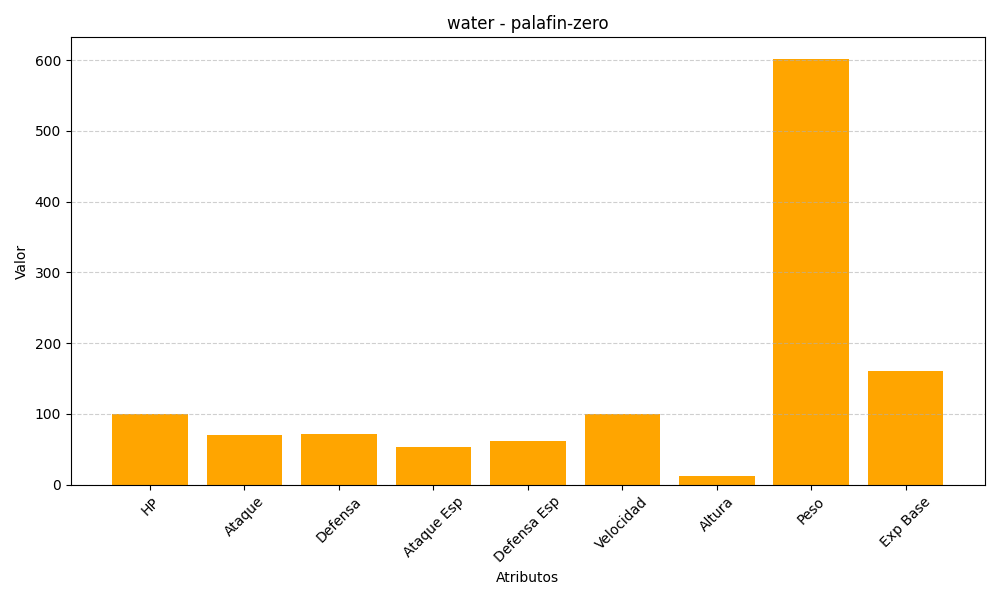 water - palafin-zero
Valor
600
500
400
300
200
100
0
HP
Ataque
Defensa
Ataque Esp
Defensa Esp
Velocidad
Altura
Peso
Exp Base
Atributos